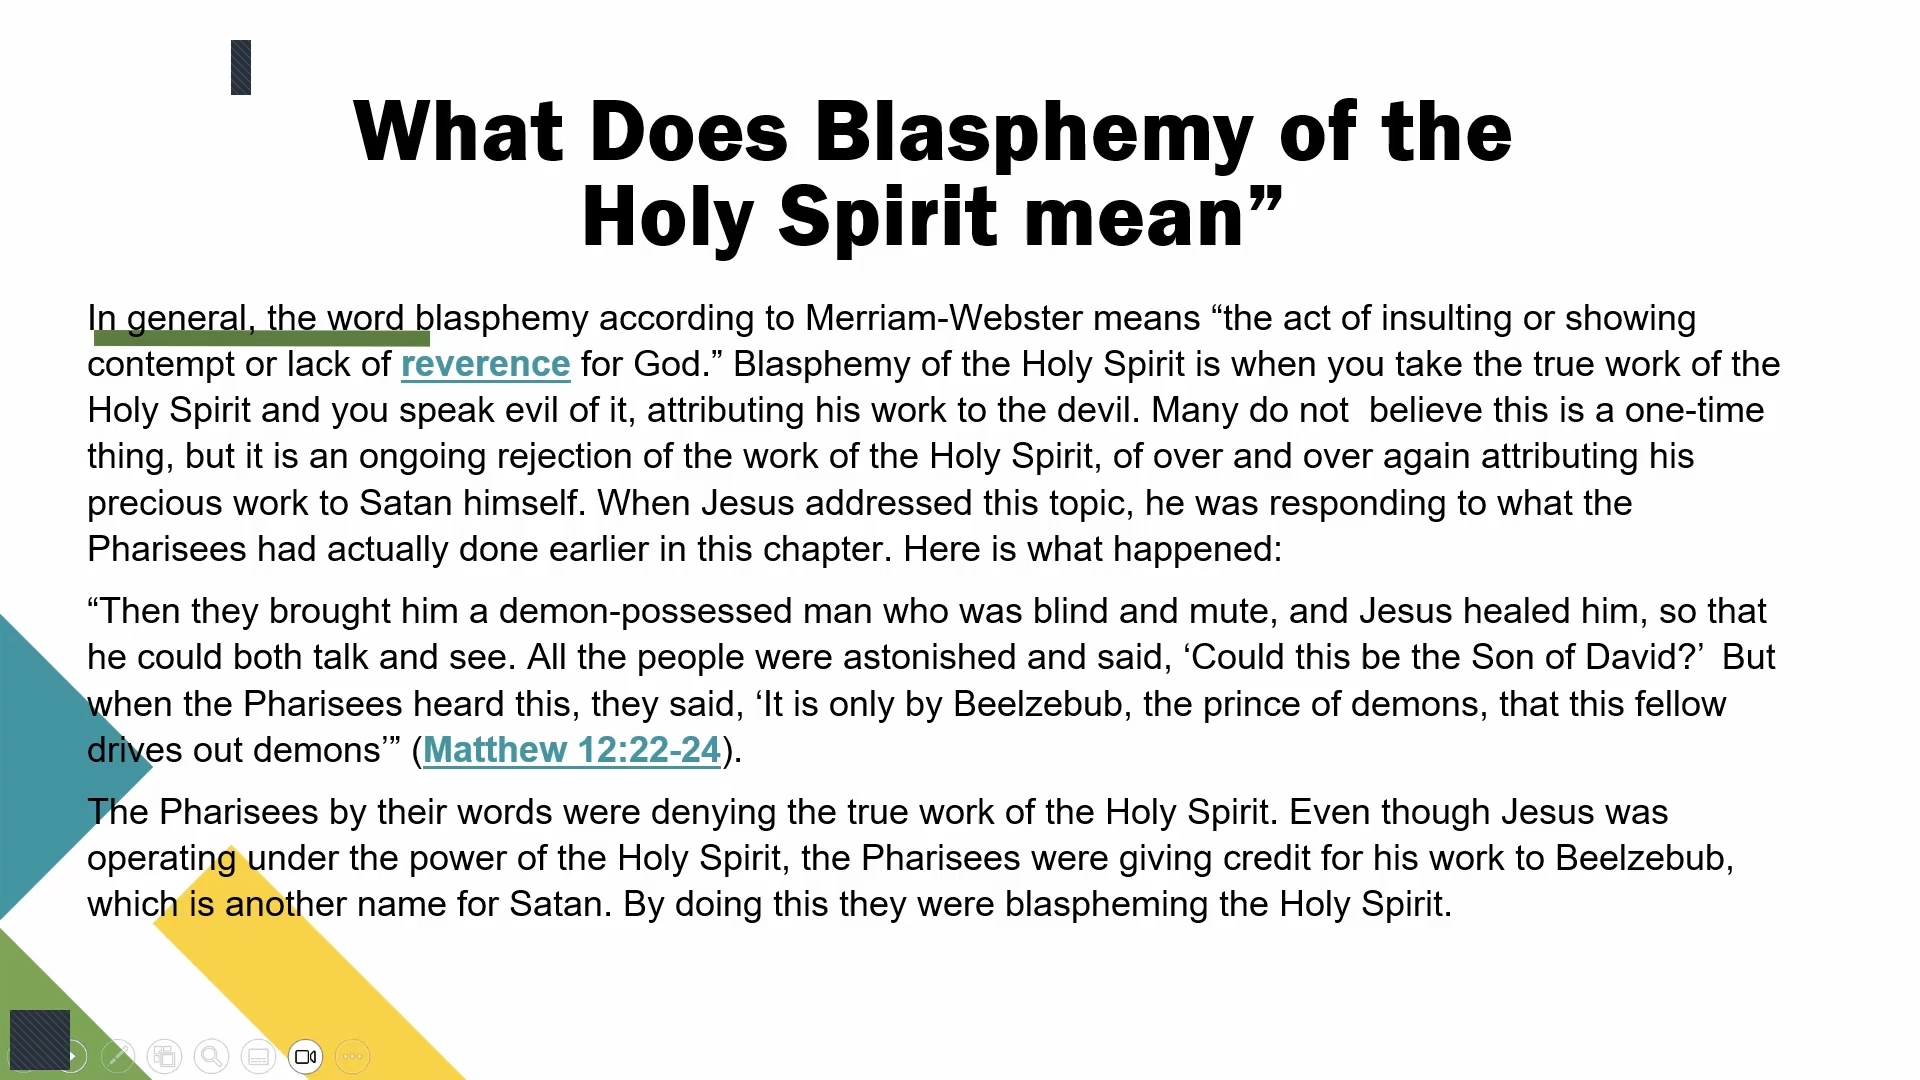 What Does Blasphemy of the
Holy Spirit mean”
In general, the word blasphemy according to Merriam-Webster means “the act of insulting or showing
contempt or lack of reverence for God.” Blasphemy of the Holy Spirit is when you take the true work of the
Holy Spirit and you speak evil of it, attributing his work to the devil. Many do not  believe this is a one-time
thing, but it is an ongoing rejection of the work of the Holy Spirit, of over and over again attributing his
precious work to Satan himself. When Jesus addressed this topic, he was responding to what the
Pharisees had actually done earlier in this chapter. Here is what happened:
“Then they brought him a demon-possessed man who was blind and mute, and Jesus healed him, so that
he could both talk and see. All the people were astonished and said, ‘Could this be the Son of David?’  But
when the Pharisees heard this, they said, ‘It is only by Beelzebub, the prince of demons, that this fellow
drives out demons’” (Matthew 12:22-24).
The Pharisees by their words were denying the true work of the Holy Spirit. Even though Jesus was
operating under the power of the Holy Spirit, the Pharisees were giving credit for his work to Beelzebub,
which is another name for Satan. By doing this they were blaspheming the Holy Spirit.